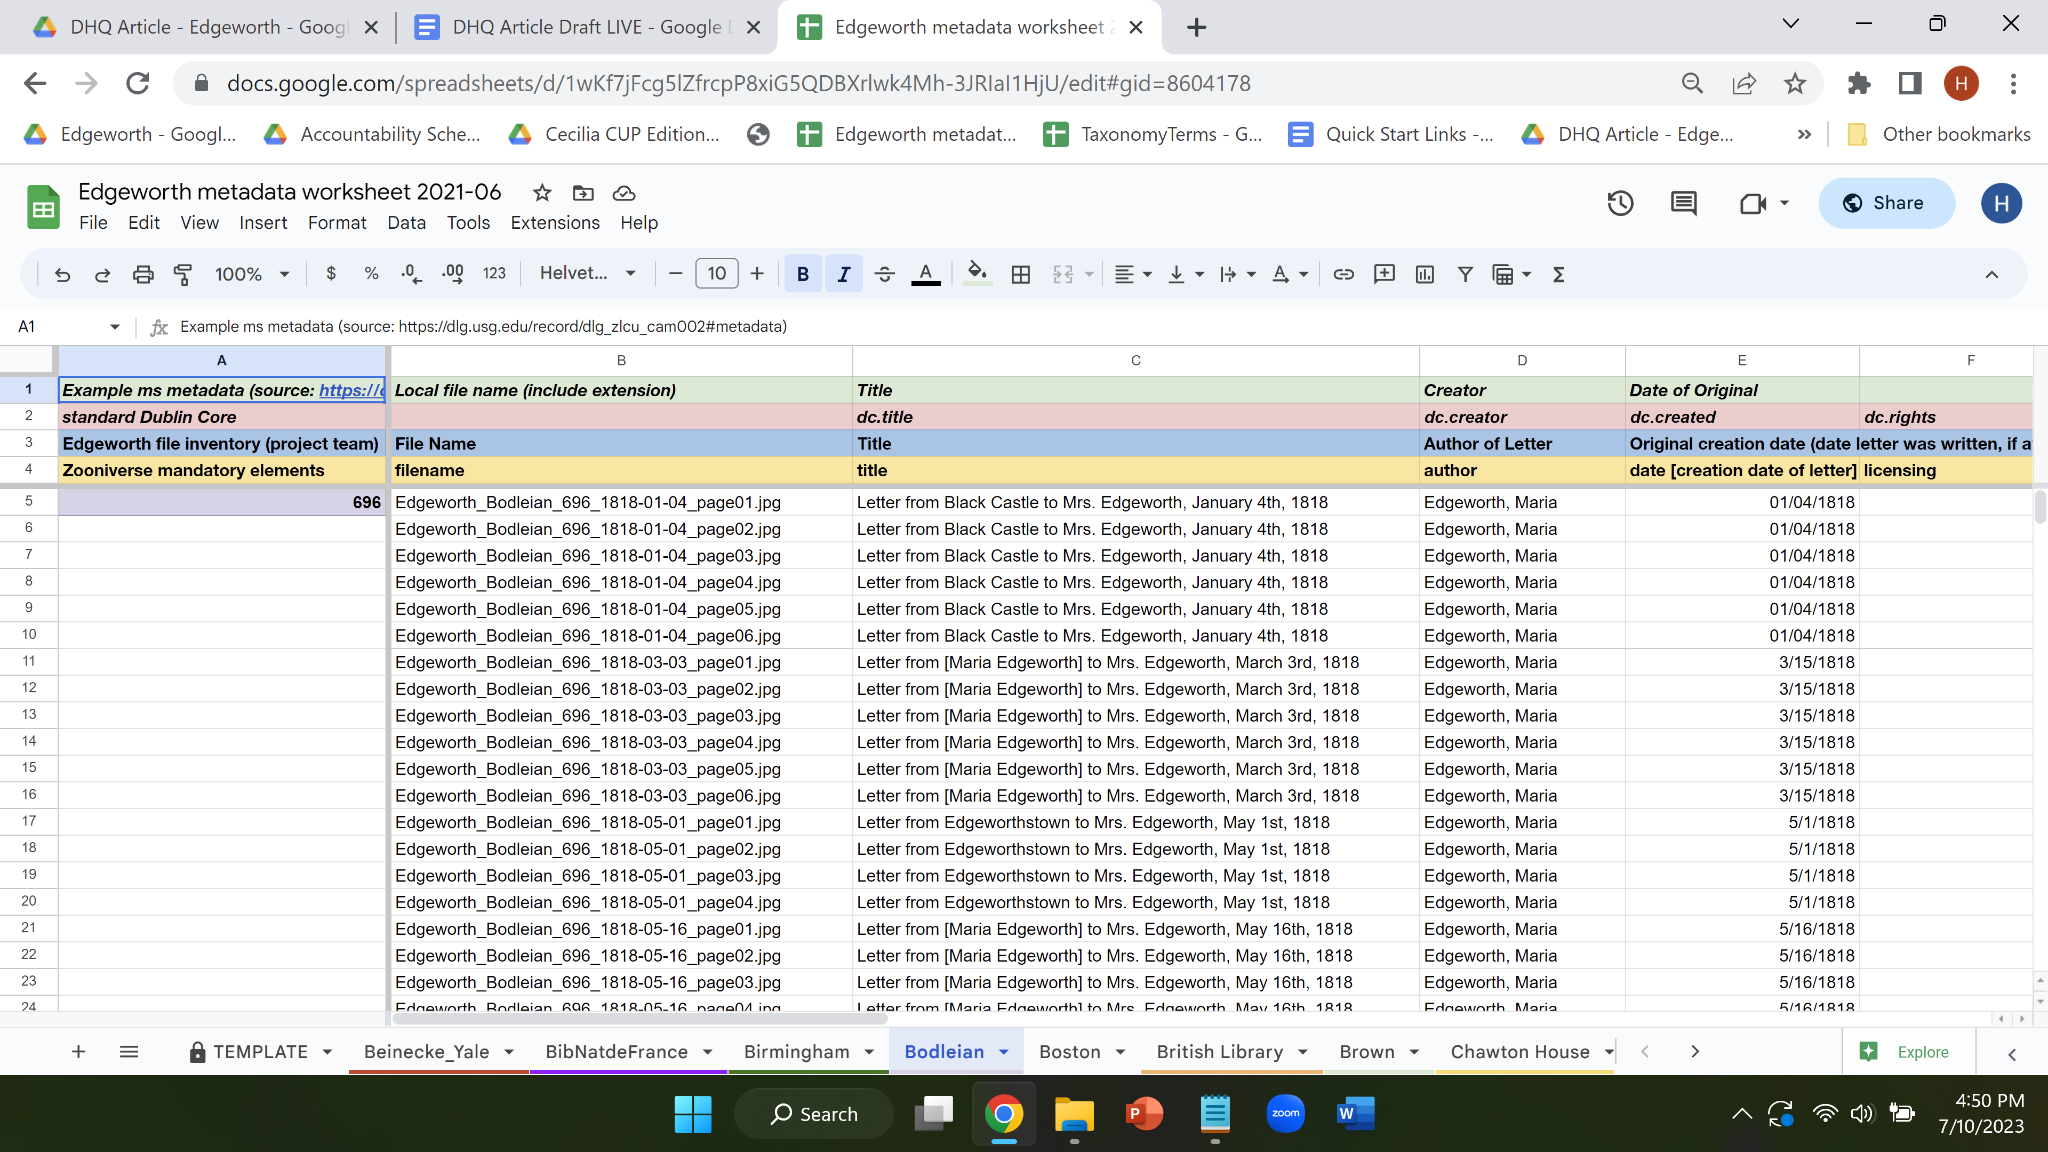 DHQ Article - Edgeworth - Goog
DHQ Article Draft LIVE - Google
Edgeworth metadata worksheet
docs.google.com/spreadsheets/d/1wKf7jFcg5lZfrcpP8xiG5QDBXrlwk4Mh-3JRIaI1HjU/edit#gid=8604178
H
Edgeworth - Googl...
Accountability Sche...
Cecilia CUP Edition...
Edgeworth metadat...
TaxonomyTerms - G...
Quick Start Links -...
DHQ Article - Edge...
Other bookmarks
Edgeworth metadata worksheet 2021-06
File Edit View Insert Format Data Tools Extensions Help
Share
H
100% $ % .0 .00 123 Helvet... 10 B I A
A1 fx Example ms metadata (source: https://dlg.usg.edu/record/dlg_zlcu_cam002#metadata)
A B C D E F
1 Example ms metadata (source: https:// Local file name (include extension) Title Creator Date of Original
2 standard Dublin Core dc.title dc.creator dc.created dc.rights
3 Edgeworth file inventory (project team) File Name Title Author of Letter Original creation date (date letter was written, if a
4 Zooniverse mandatory elements filename title author date [creation date of letter] licensing
5 696 Edgeworth_Bodleian_696_1818-01-04_page01.jpg Letter from Black Castle to Mrs. Edgeworth, January 4th, 1818 Edgeworth, Maria 01/04/1818
6 Edgeworth_Bodleian_696_1818-01-04_page02.jpg Letter from Black Castle to Mrs. Edgeworth, January 4th, 1818 Edgeworth, Maria 01/04/1818
7 Edgeworth_Bodleian_696_1818-01-04_page03.jpg Letter from Black Castle to Mrs. Edgeworth, January 4th, 1818 Edgeworth, Maria 01/04/1818
8 Edgeworth_Bodleian_696_1818-01-04_page04.jpg Letter from Black Castle to Mrs. Edgeworth, January 4th, 1818 Edgeworth, Maria 01/04/1818
9 Edgeworth_Bodleian_696_1818-01-04_page05.jpg Letter from Black Castle to Mrs. Edgeworth, January 4th, 1818 Edgeworth, Maria 01/04/1818
10 Edgeworth_Bodleian_696_1818-01-04_page06.jpg Letter from Black Castle to Mrs. Edgeworth, January 4th, 1818 Edgeworth, Maria 01/04/1818
11 Edgeworth_Bodleian_696_1818-03-03_page01.jpg Letter from [Maria Edgeworth] to Mrs. Edgeworth, March 3rd, 1818 Edgeworth, Maria 3/15/1818
12 Edgeworth_Bodleian_696_1818-03-03_page02.jpg Letter from [Maria Edgeworth] to Mrs. Edgeworth, March 3rd, 1818 Edgeworth, Maria 3/15/1818
13 Edgeworth_Bodleian_696_1818-03-03_page03.jpg Letter from [Maria Edgeworth] to Mrs. Edgeworth, March 3rd, 1818 Edgeworth, Maria 3/15/1818
14 Edgeworth_Bodleian_696_1818-03-03_page04.jpg Letter from [Maria Edgeworth] to Mrs. Edgeworth, March 3rd, 1818 Edgeworth, Maria 3/15/1818
15 Edgeworth_Bodleian_696_1818-03-03_page05.jpg Letter from [Maria Edgeworth] to Mrs. Edgeworth, March 3rd, 1818 Edgeworth, Maria 3/15/1818
16 Edgeworth_Bodleian_696_1818-03-03_page06.jpg Letter from [Maria Edgeworth] to Mrs. Edgeworth, March 3rd, 1818 Edgeworth, Maria 3/15/1818
17 Edgeworth_Bodleian_696_1818-05-01_page01.jpg Letter from Edgeworthstown to Mrs. Edgeworth, May 1st, 1818 Edgeworth, Maria 5/1/1818
18 Edgeworth_Bodleian_696_1818-05-01_page02.jpg Letter from Edgeworthstown to Mrs. Edgeworth, May 1st, 1818 Edgeworth, Maria 5/1/1818
19 Edgeworth_Bodleian_696_1818-05-01_page03.jpg Letter from Edgeworthstown to Mrs. Edgeworth, May 1st, 1818 Edgeworth, Maria 5/1/1818
20 Edgeworth_Bodleian_696_1818-05-01_page04.jpg Letter from Edgeworthstown to Mrs. Edgeworth, May 1st, 1818 Edgeworth, Maria 5/1/1818
21 Edgeworth_Bodleian_696_1818-05-16_page01.jpg Letter from [Maria Edgeworth] to Mrs. Edgeworth, May 16th, 1818 Edgeworth, Maria 5/16/1818
22 Edgeworth_Bodleian_696_1818-05-16_page02.jpg Letter from [Maria Edgeworth] to Mrs. Edgeworth, May 16th, 1818 Edgeworth, Maria 5/16/1818
23 Edgeworth_Bodleian_696_1818-05-16_page03.jpg Letter from [Maria Edgeworth] to Mrs. Edgeworth, May 16th, 1818 Edgeworth, Maria 5/16/1818
24 Edgeworth_Bodleian_696_1818-05-16_page04.jpg Letter from [Maria Edgeworth] to Mrs. Edgeworth, May 16th, 1818 Edgeworth, Maria 5/16/1818
TEMPLATE Beinecke_Yale BibNatdeFrance Birmingham Bodleian Boston British Library Brown Chawton House Explore
Search
P
zoom
W
4:50 PM
7/10/2023